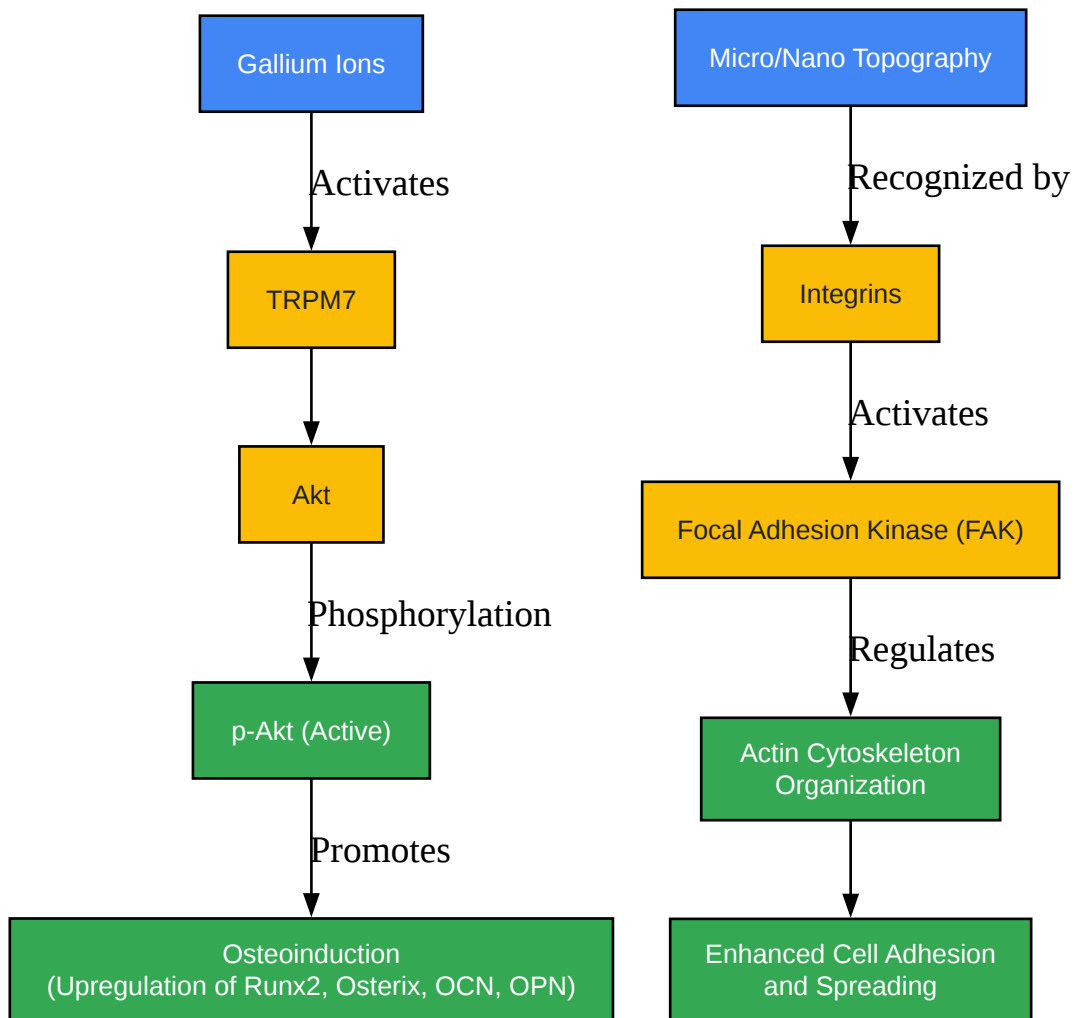 Gallium Ions
Activates
TRPM7
Akt
Phosphorylation
p-Akt (Active)
Promotes
Osteoinduction
(Upregulation of Runx2, Osterix, OCN, OPN)
Micro/Nano Topography
Recognized by
Integrins
Activates
Focal Adhesion Kinase (FAK)
Regulates
Actin Cytoskeleton
Organization
Enhanced Cell Adhesion
and Spreading